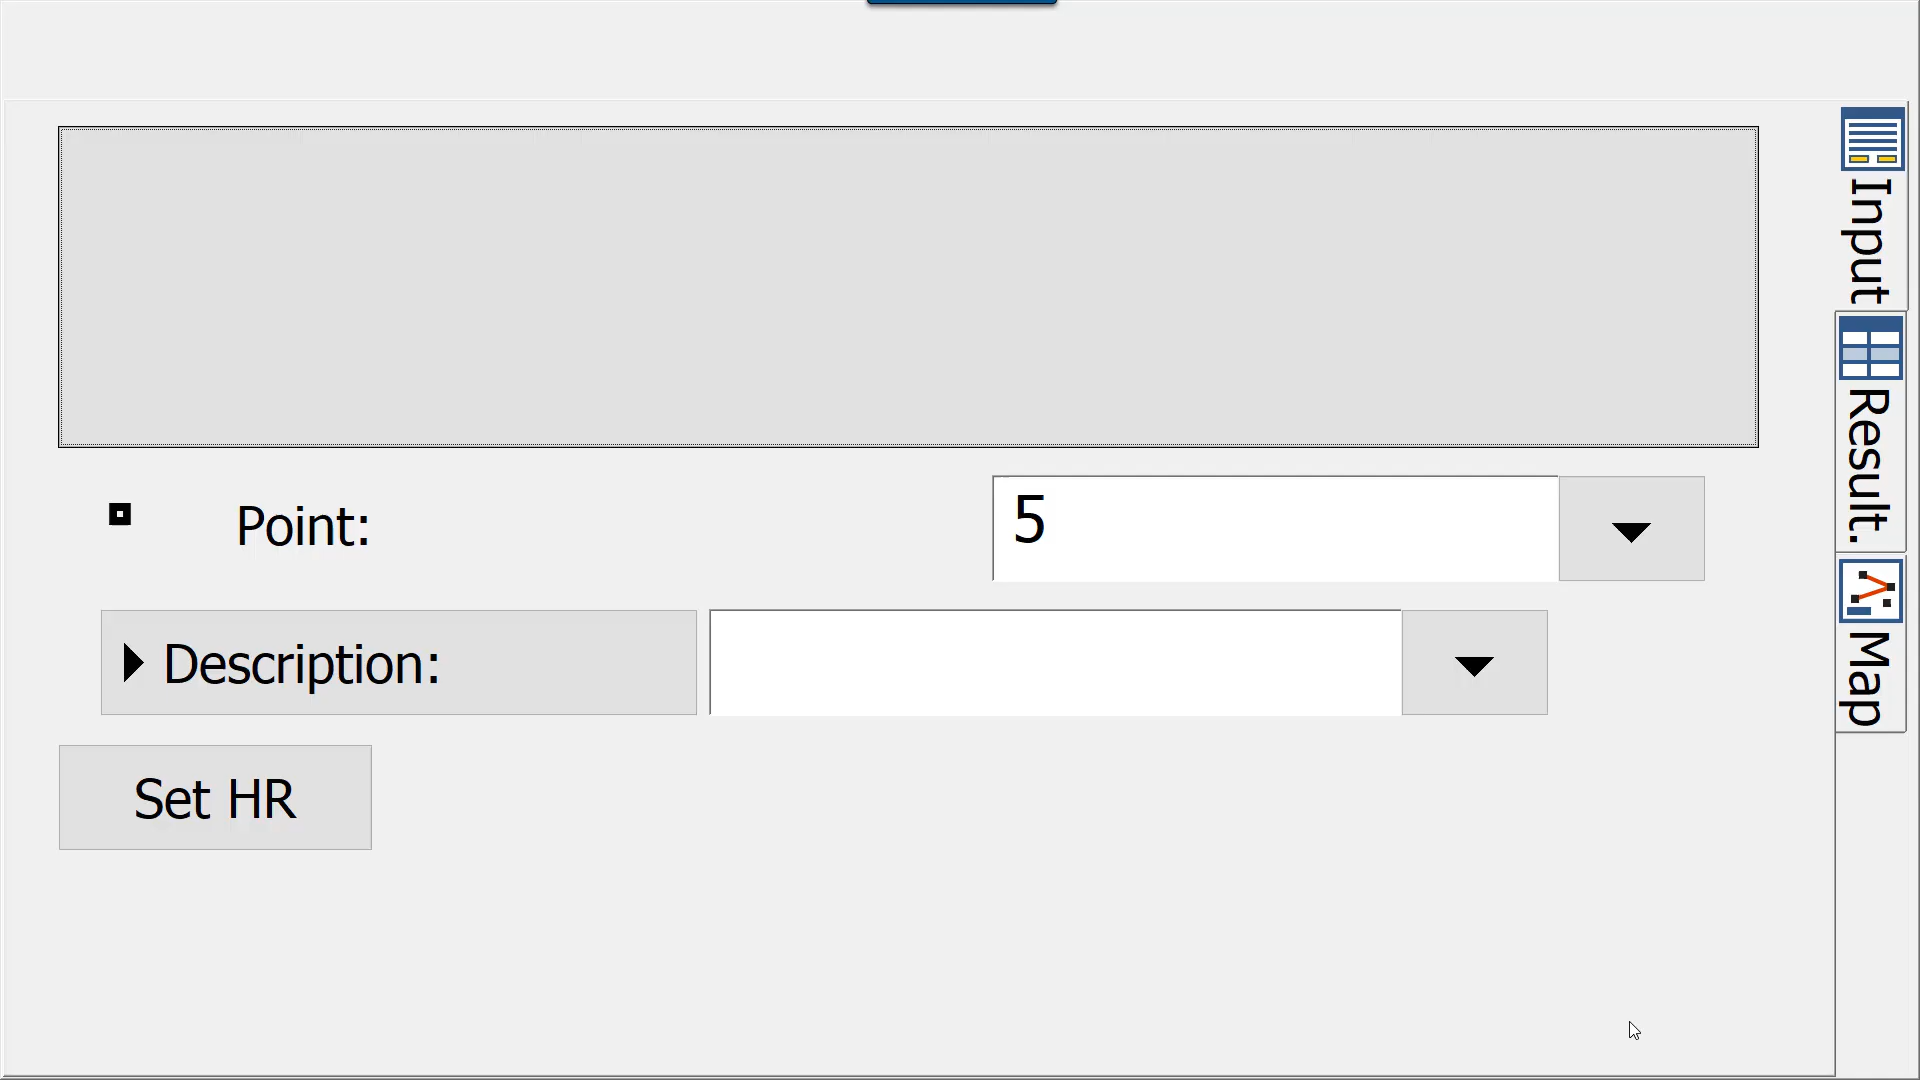 Point:
5
Description:
Set HR
Input
Result.
Map